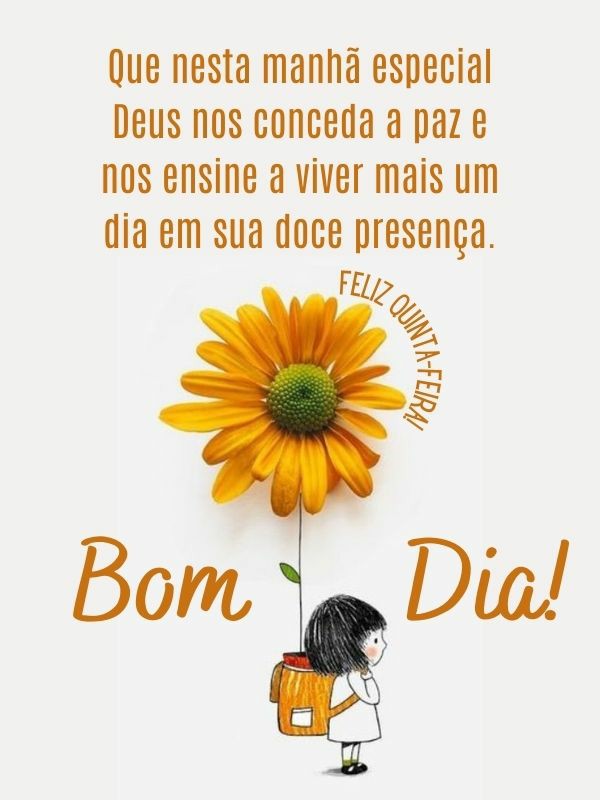 Que nesta manhã especial
Deus nos conceda a paz e
nos ensine a viver mais um
dia em sua doce presença.
FELIZ QUINTA-FEIRA!
Bom Dia!